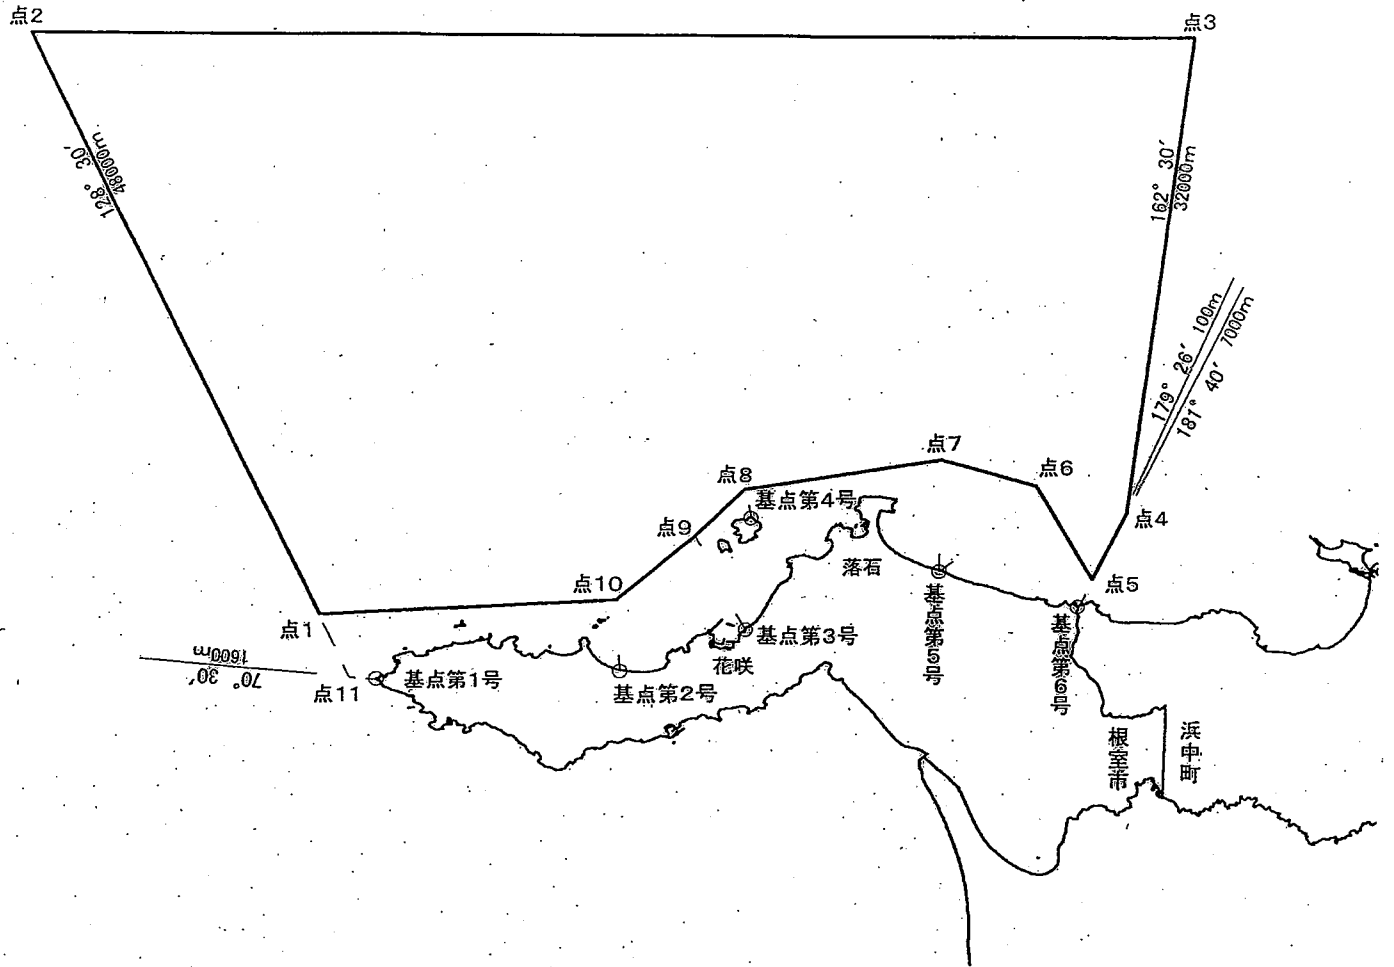 点2
点3
128° 30′
48000m
162° 30′
32000m
179° 26′ 100m
181° 40′ 7000m
点7
点6
点8
基点第4号
点4
点9
落石
点5
点10
基点第5号
基点第6号
点1
基点第3号
花咲
1600m
70° 30′
点11
基点第1号
基点第2号
根室市
浜中町